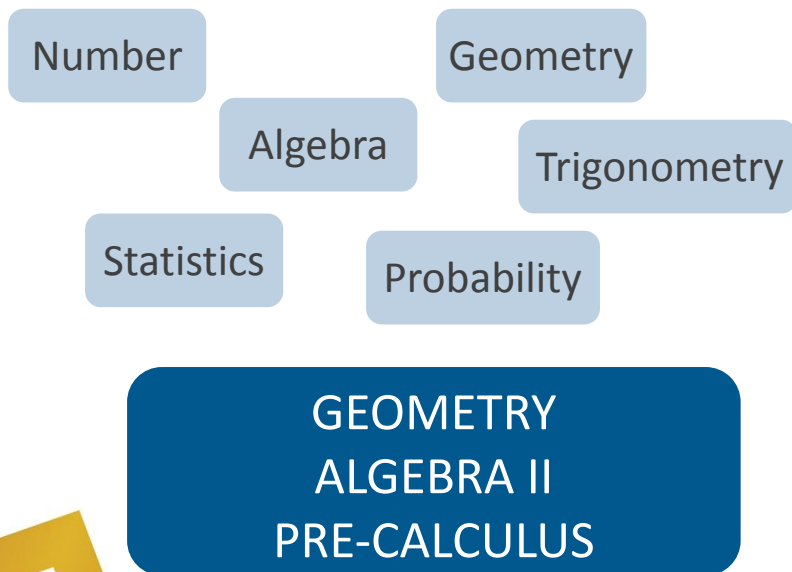 Number
Geometry
Algebra
Trigonometry
Statistics
Probability
GEOMETRY
ALGEBRA II
PRE-CALCULUS